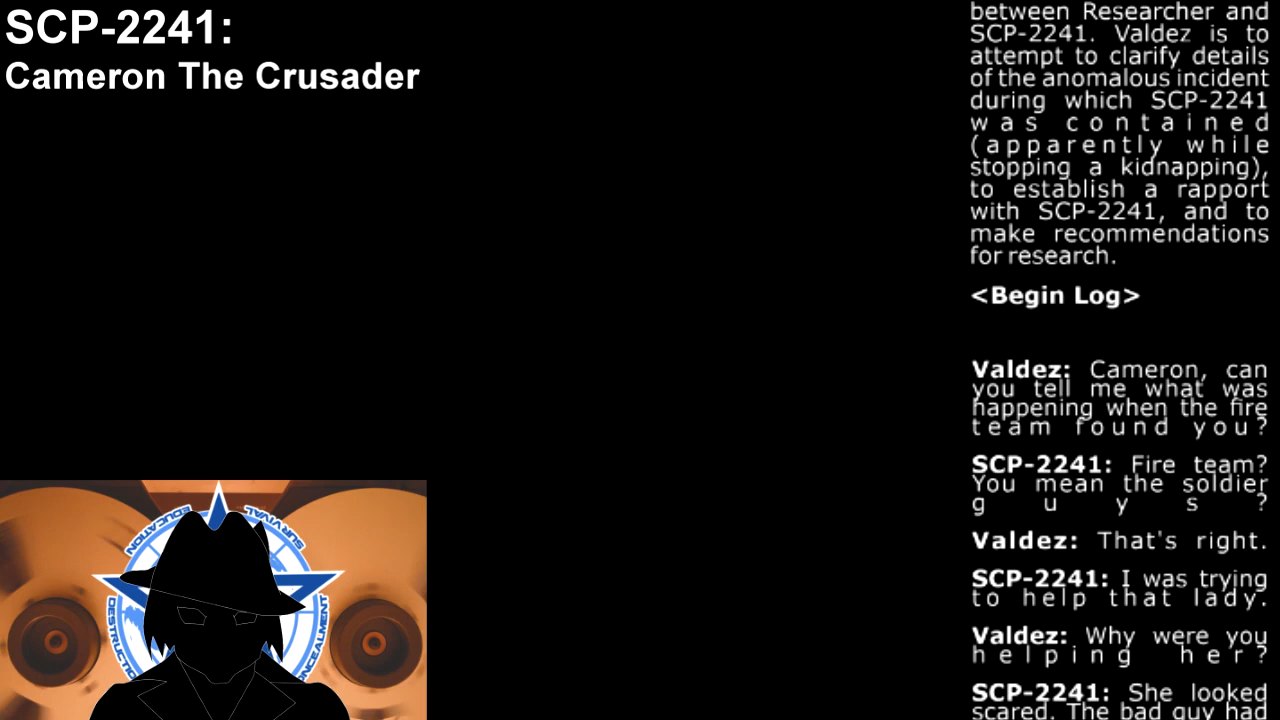 SCP-2241:
Cameron The Crusader
between Researcher and
SCP-2241. Valdez is to
attempt to clarify details
of the anomalous incident
during which SCP-2241
was contained
(apparently while
stopping a kidnapping),
to establish a rapport
with SCP-2241, and to
make recommendations
for research.
<Begin Log>
Valdez: Cameron, can
you tell me what was
happening when the fire
team found you?
SCP-2241: Fire team?
You mean the soldier
guys?
Valdez: That's right.
SCP-2241: I was trying
to help that lady.
Valdez: Why were you
helping her?
SCP-2241: She looked
scared. The bad guy had
EDUCATION
SURVIVAL